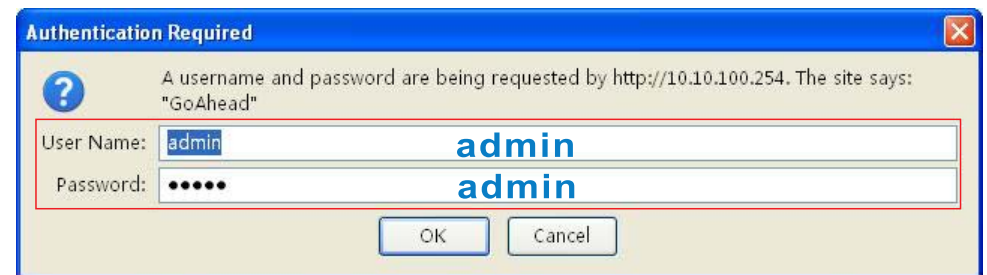 Authentication Required
A username and password are being requested by http://10.10.100.254. The site says:
"GoAhead"
User Name: admin admin
Password: ••••• admin
OK Cancel